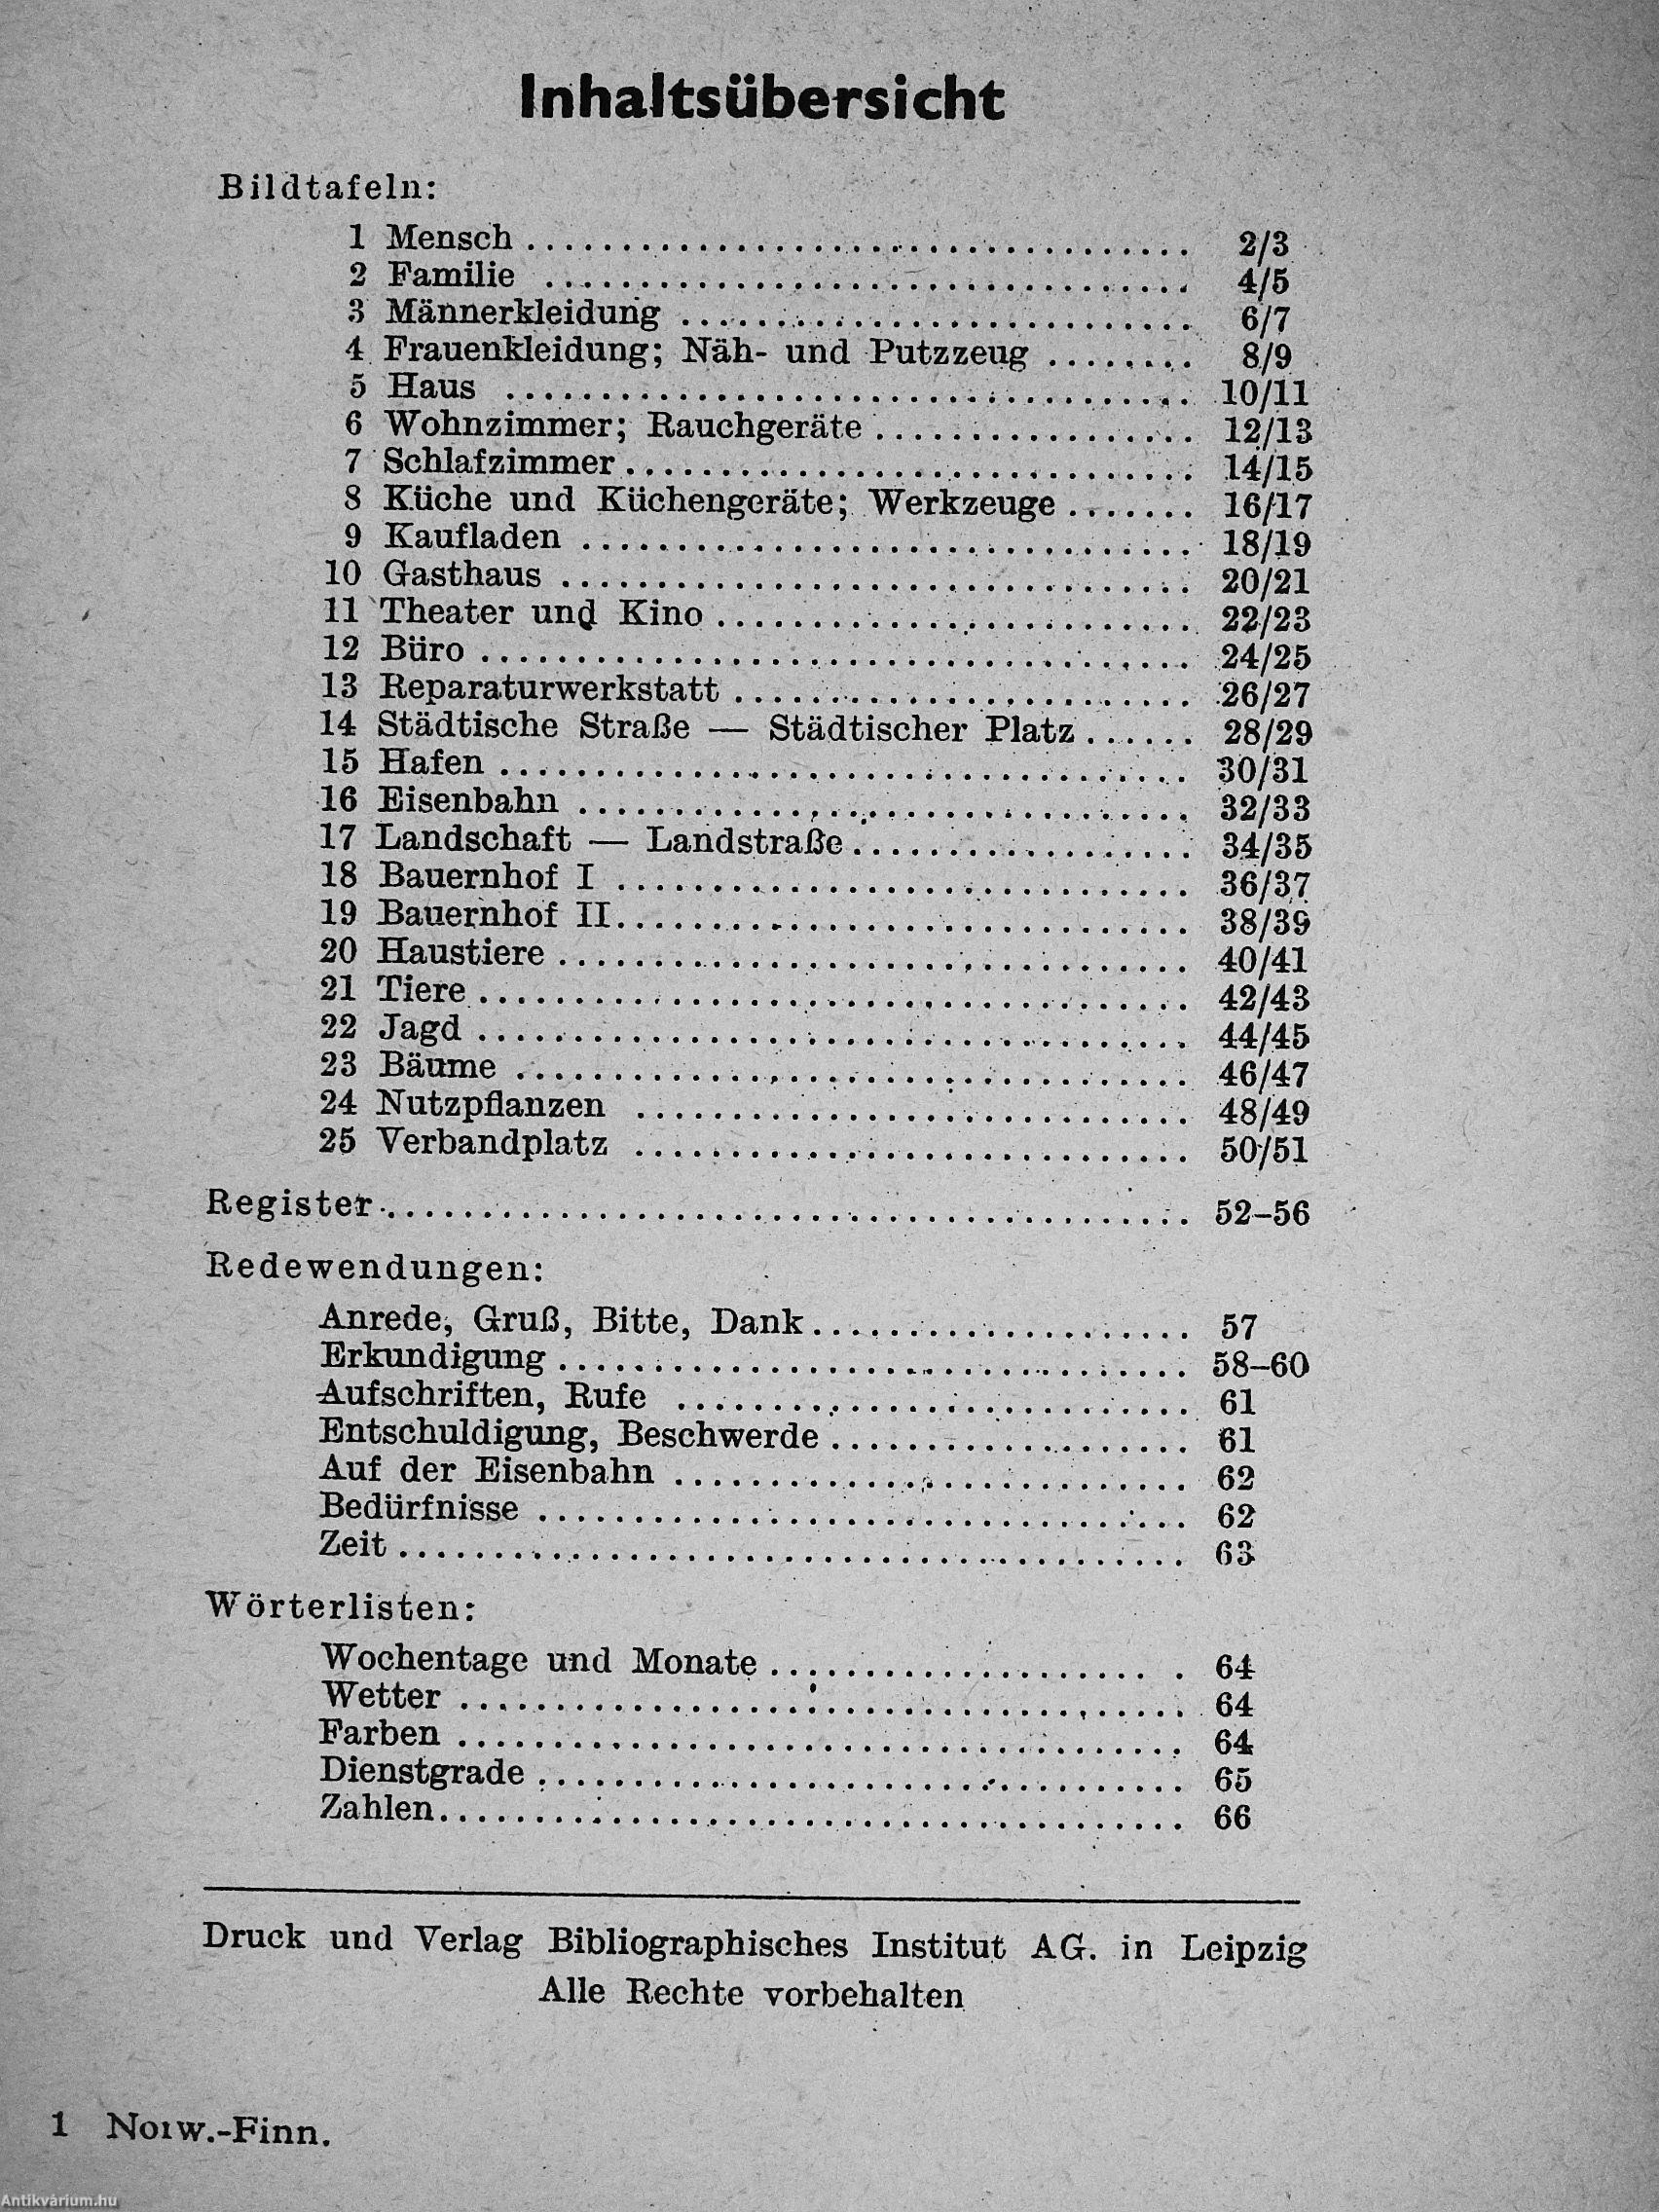 Inhaltsübersicht
Bildtafeln:
1 Mensch .................................. 2/3
2 Familie ................................. 4/5
3 Männerkleidung .......................... 6/7
4 Frauenkleidung; Näh- und Putzzeug ........ 8/9
5 Haus .................................... 10/11
6 Wohnzimmer; Rauchgeräte ................. 12/13
7 Schlafzimmer ............................. 14/15
8 Küche und Küchengeräte; Werkzeuge ....... 16/17
9 Kaufladen ................................ 18/19
10 Gasthaus ................................. 20/21
11 Theater und Kino ......................... 22/23
12 Büro ..................................... 24/25
13 Reparaturwerkstatt ........................ 26/27
14 Städtische Straße — Städtischer Platz ...... 28/29
15 Hafen .................................... 30/31
16 Eisenbahn ................................ 32/33
17 Landschaft — Landstraße .................. 34/35
18 Bauernhof I .............................. 36/37
19 Bauernhof II .............................. 38/39
20 Haustiere ................................. 40/41
21 Tiere ..................................... 42/43
22 Jagd ..................................... 44/45
23 Bäume ................................... 46/47
24 Nutzpflanzen ............................. 48/49
25 Verbandplatz ............................. 50/51
Register .......................................... 52–56
Redewendungen:
Anrede, Gruß, Bitte, Dank .................... 57
Erkundigung ................................. 58–60
Aufschriften, Rufe ........................... 61
Entschuldigung, Beschwerde ................... 61
Auf der Eisenbahn ........................... 62
Bedürfnisse .................................. 62
Zeit ......................................... 63
Wörterlisten:
Wochentage und Monate ..................... 64
Wetter ...................................... 64
Farben ...................................... 64
Dienstgrade .................................. 65
Zahlen ....................................... 66
Druck und Verlag Bibliographisches Institut AG. in Leipzig
Alle Rechte vorbehalten
1 Norw.-Finn.
Antikvárium.hu